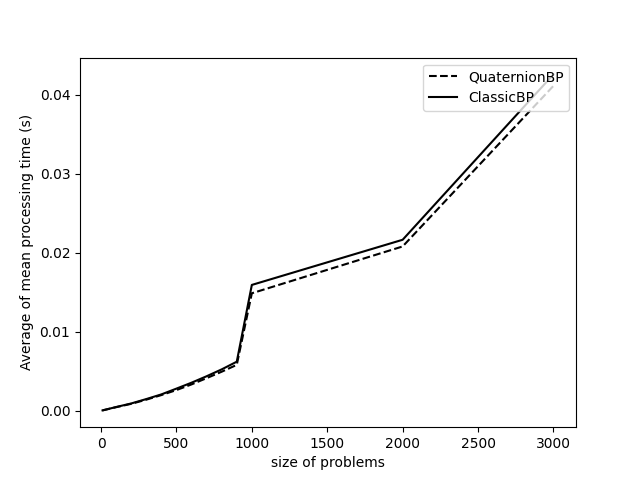 QuaternionBP
ClassicBP
0.04
0.03
0.02
0.01
0.00
Average of mean processing time (s)
0 500 1000 1500 2000 2500 3000
size of problems